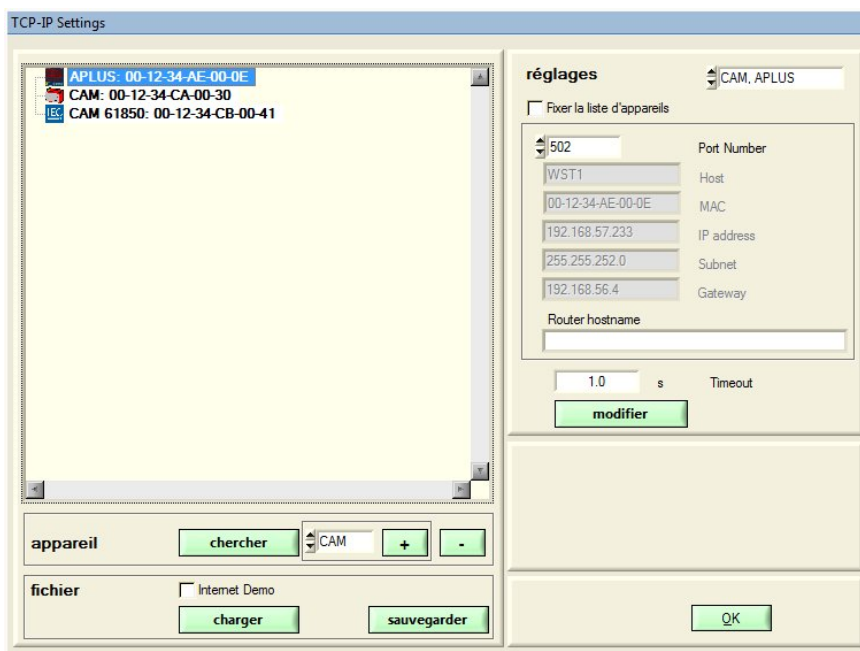 TCP-IP Settings
APLUS: 00-12-34-AE-00-0E
CAM: 00-12-34-CA-00-30
IEC CAM 61850: 00-12-34-CB-00-41
appareil chercher CAM + -
fichier Internet Demo
charger sauvegarder
réglages CAM, APLUS
Fixer la liste d'appareils
502 Port Number
WST1 Host
00-12-34-AE-00-0E MAC
192.168.57.233 IP address
255.255.252.0 Subnet
192.168.56.4 Gateway
Router hostname
1.0 s Timeout
modifier
OK